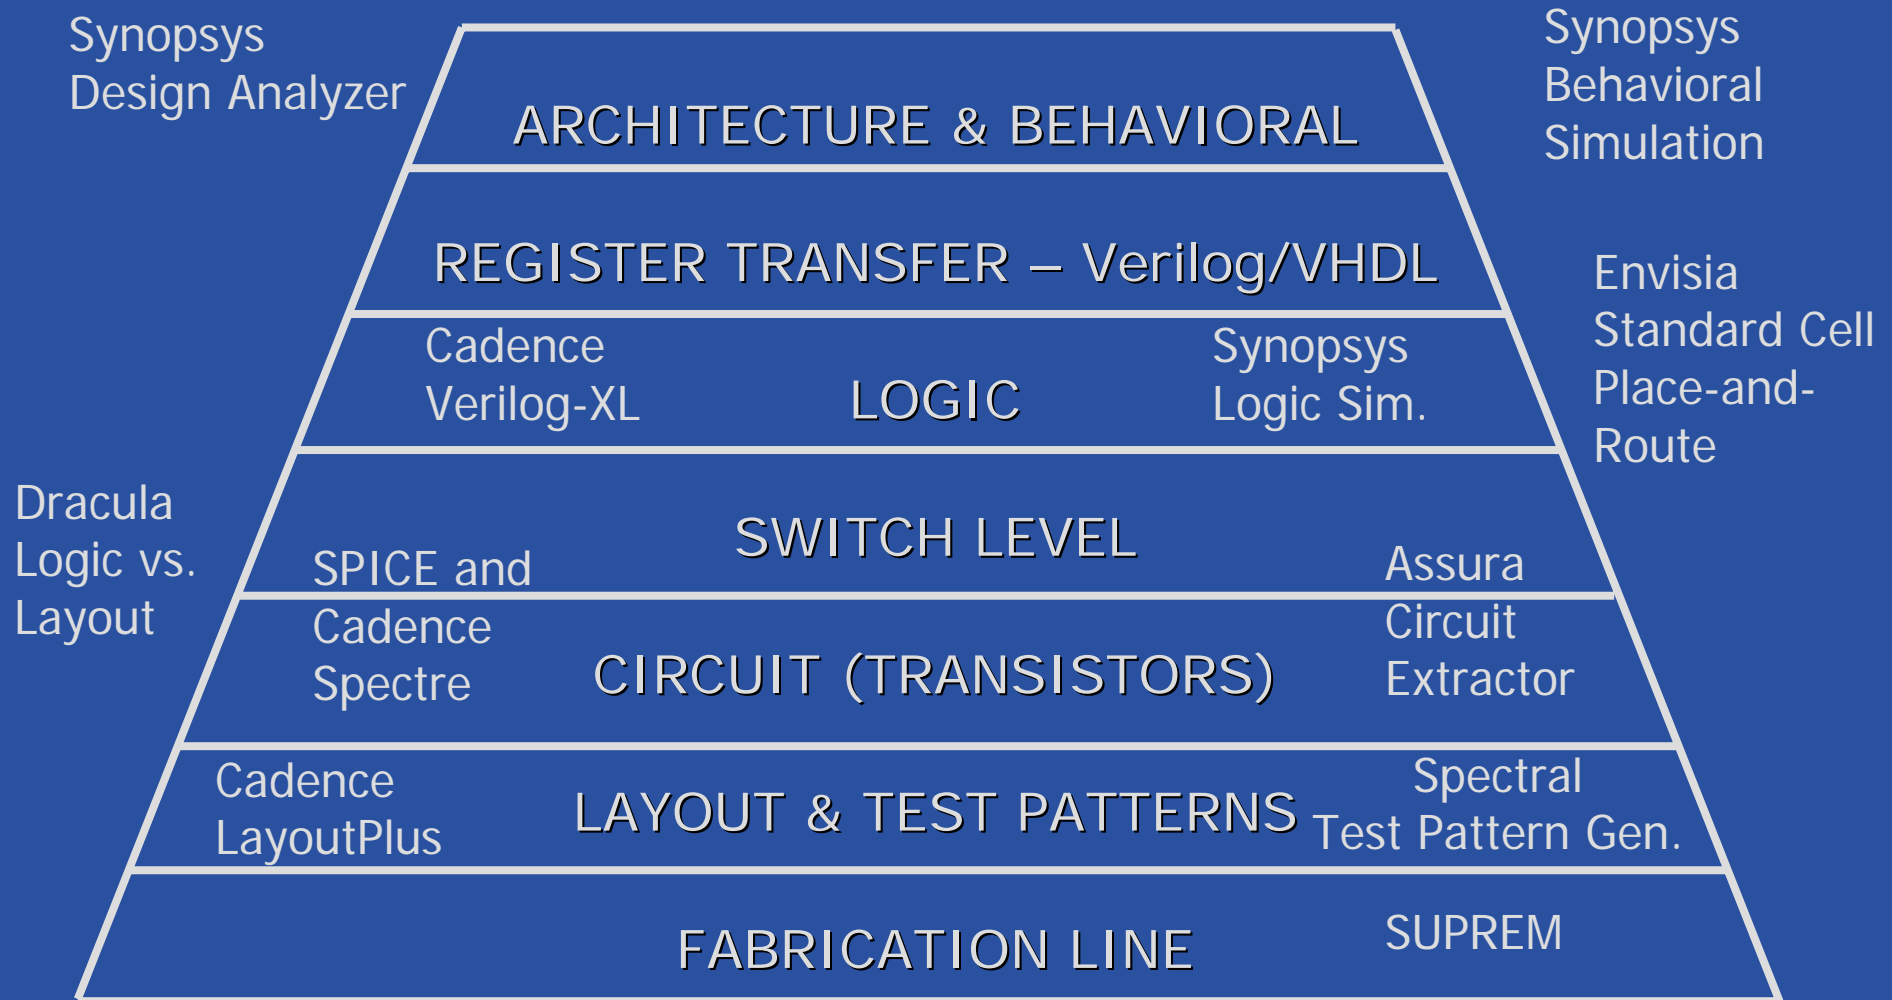 Synopsys
Design Analyzer
Synopsys
Behavioral
Simulation
ARCHITECTURE & BEHAVIORAL
REGISTER TRANSFER – Verilog/VHDL
Envisia
Standard Cell
Place-and-
Route
Cadence
Verilog-XL
LOGIC
Synopsys
Logic Sim.
Dracula
Logic vs.
Layout
SWITCH LEVEL
SPICE and
Cadence
Spectre
CIRCUIT (TRANSISTORS)
Assura
Circuit
Extractor
Cadence
LayoutPlus
LAYOUT & TEST PATTERNS
Spectral
Test Pattern Gen.
FABRICATION LINE
SUPREM